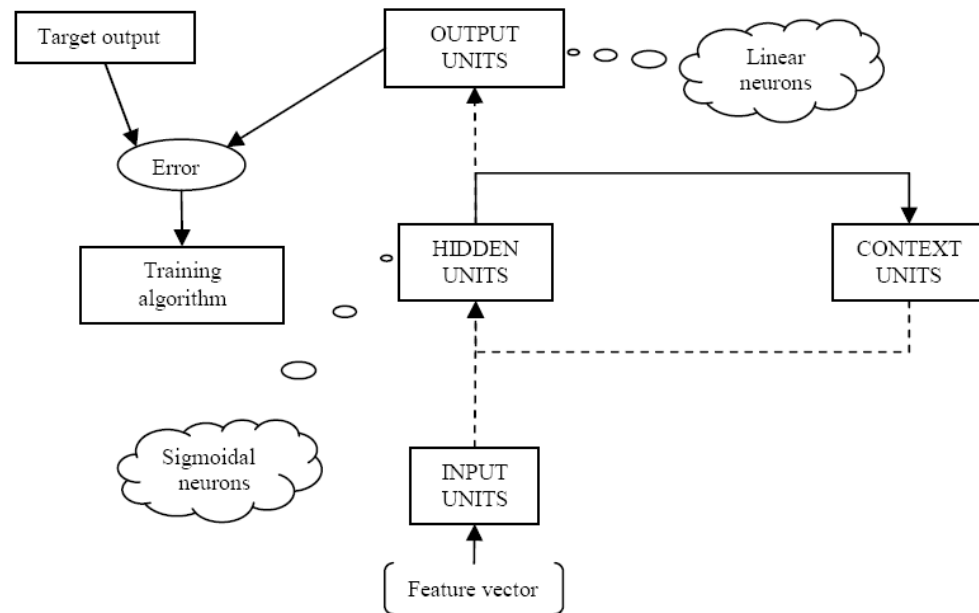 Target output
OUTPUT
UNITS
Linear
neurons
Error
HIDDEN
UNITS
CONTEXT
UNITS
Training
algorithm
Sigmoidal
neurons
INPUT
UNITS
Feature vector